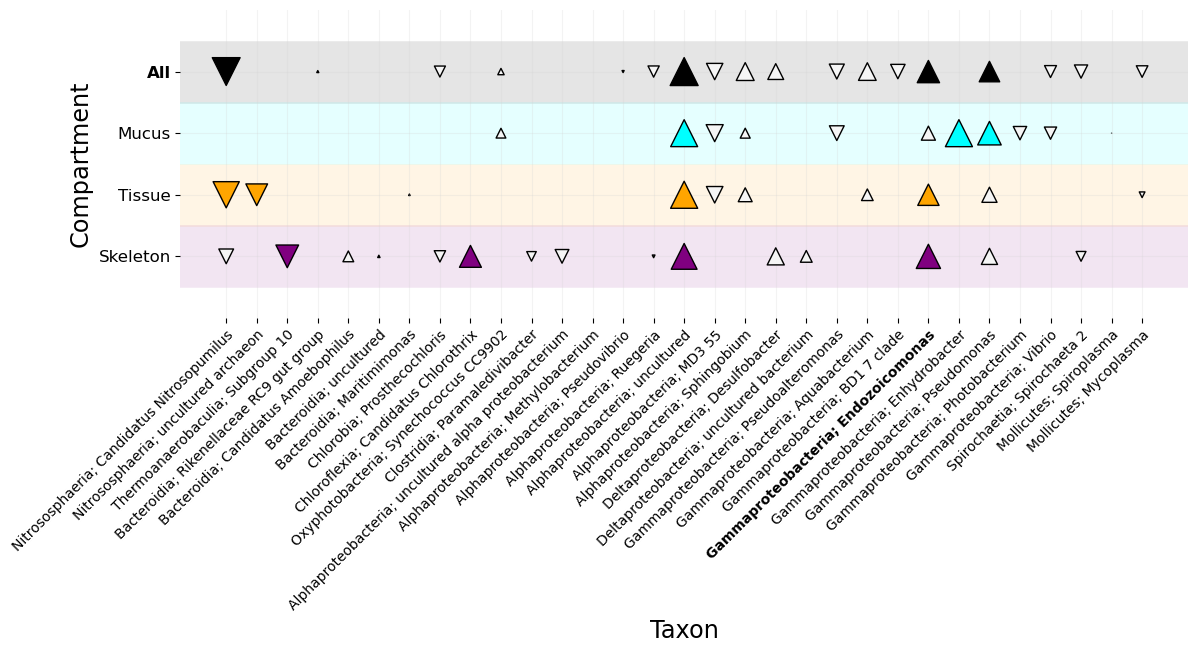 Compartment
All
Mucus
Tissue
Skeleton
Nitrososphaeria; Candidatus Nitrosopumilus
Nitrososphaeria; uncultured archaeon
Thermoanaerobaculia; Subgroup 10
Bacteroidia; Rikenellaceae RC9 gut group
Bacteroidia; Candidatus Amoebophilus
Bacteroidia; uncultured
Bacteroidia; Maritimimonas
Chlorobia; Prosthecochloris
Chloroflexia; Candidatus Chlorothrix
Oxyphotobacteria; Synechococcus CC9902
Clostridia; Paramaledivibacter
Alphaproteobacteria; uncultured alpha proteobacterium
Alphaproteobacteria; Methylobacterium
Alphaproteobacteria; Pseudovibrio
Alphaproteobacteria; Ruegeria
Alphaproteobacteria; uncultured
Alphaproteobacteria; MD3 55
Alphaproteobacteria; Sphingobium
Deltaproteobacteria; Desulfobacter
Deltaproteobacteria; uncultured bacterium
Gammaproteobacteria; Pseudoalteromonas
Gammaproteobacteria; Aquabacterium
Gammaproteobacteria; BD1 7 clade
Gammaproteobacteria; Endozoicomonas
Gammaproteobacteria; Enhydrobacter
Gammaproteobacteria; Pseudomonas
Gammaproteobacteria; Photobacterium
Gammaproteobacteria; Vibrio
Spirochaetia; Spirochaeta 2
Mollicutes; Spiroplasma
Mollicutes; Mycoplasma
Taxon